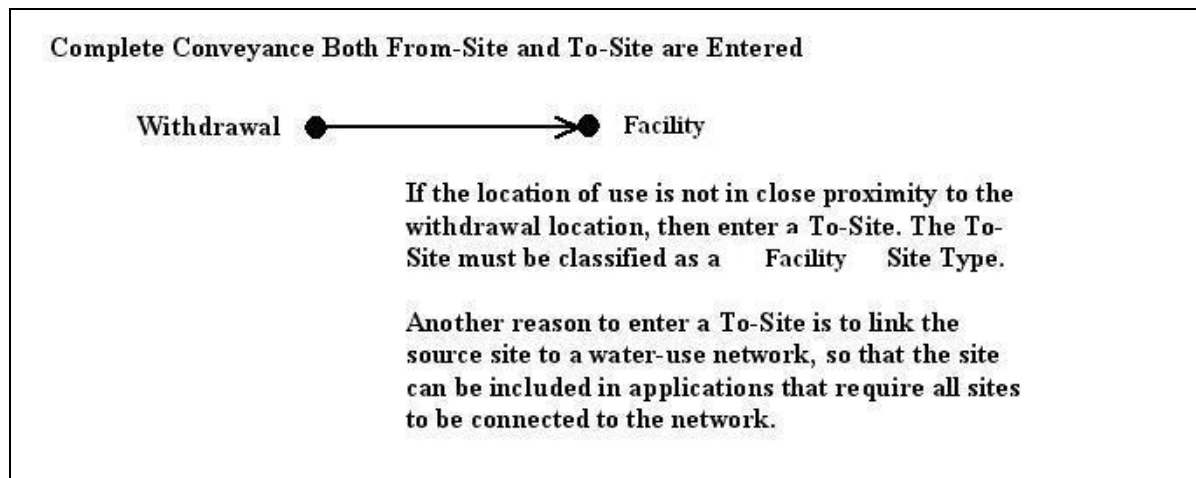 Complete Conveyance Both From-Site and To-Site are Entered
Withdrawal Facility
If the location of use is not in close proximity to the
withdrawal location, then enter a To-Site. The To-
Site must be classified as a Facility Site Type.
Another reason to enter a To-Site is to link the
source site to a water-use network, so that the site
can be included in applications that require all sites
to be connected to the network.